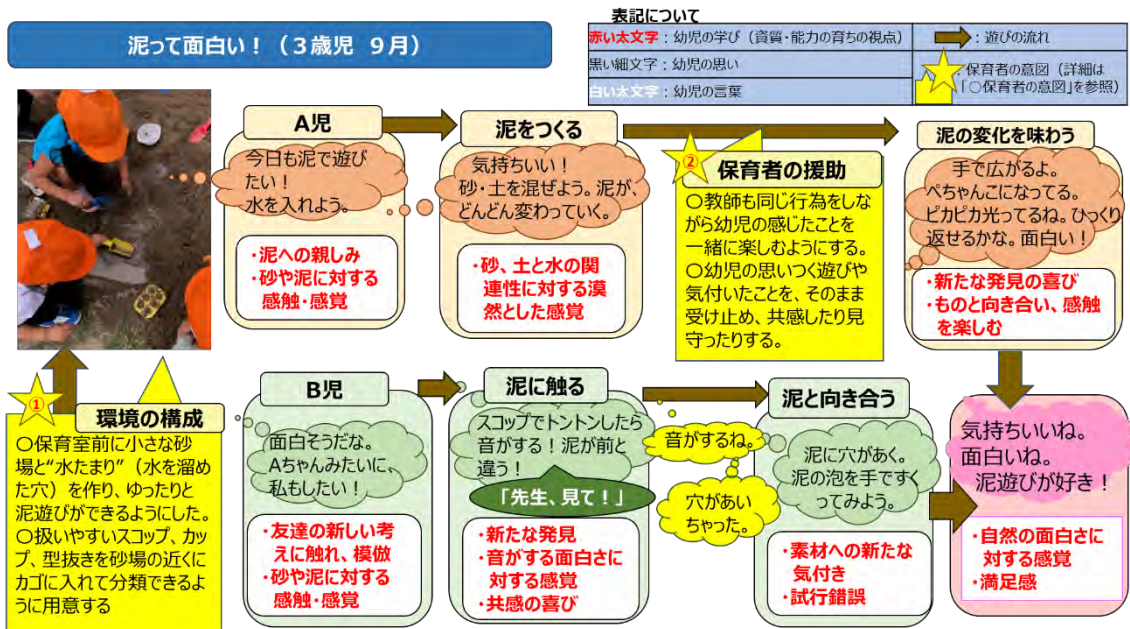 泥って面白い！（３歳児 ９月）
表記について
赤い太文字：幼児の学び（資質・能力の育ちの視点）
：遊びの流れ
黒い細文字：幼児の思い
白い太文字：幼児の言葉
：保育者の意図（詳細は
「○保育者の意図」を参照）
A児
今日も泥で遊び
たい！
水を入れよう。
・泥への親しみ
・砂や泥に対する
感触・感覚
泥をつくる
気持ちいい！
砂・土を混ぜよう。泥が、
どんどん変わっていく。
・砂、土と水の関
連性に対する漠
然とした感覚
②
保育者の援助
○教師も同じ行為をしな
がら幼児の感じたことを
一緒に楽しむようにする。
○幼児の思いつく遊びや
気付いたことを、そのまま
受け止め、共感したり見
守ったりする。
泥の変化を味わう
手で広がるよ。
ぺちゃんこになってる。
ピカピカ光ってるね。ひっくり
返せるかな。面白い！
・新たな発見の喜び
・ものと向き合い、感触
を楽しむ
①
環境の構成
○保育室前に小さな砂
場と“水たまり”（水を溜め
た穴）を作り、ゆったりと
泥遊びができるようにした。
○扱いやすいスコップ、カッ
プ、型抜きを砂場の近くに
カゴに入れて分類できるよ
うに用意する
B児
面白そうだな。
Aちゃんみたいに、
私もしたい！
・友達の新しい考
えに触れ、模倣
・砂や泥に対する
感触・感覚
泥に触る
スコップでトントンしたら
音がする！泥が前と
違う！
「先生、見て！」
・新たな発見
・音がする面白さに
対する感覚
・共感の喜び
音がするね。
穴があい
ちゃった。
泥と向き合う
泥に穴があく。
泥の泡を手ですく
ってみよう。
・素材への新たな
気付き
・試行錯誤
気持ちいいね。
面白いね。
泥遊びが好き！
・自然の面白さに
対する感覚
・満足感